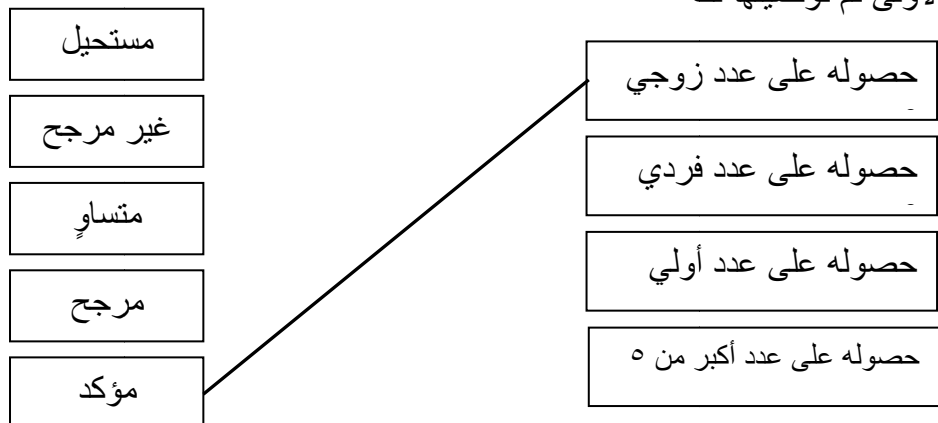 حصوله على عدد زوجي
حصوله على عدد فردي
حصوله على عدد أولي
حصوله على عدد أكبر من ٥
مستحيل
غير مرجح
متساوٍ
مرجح
مؤكد